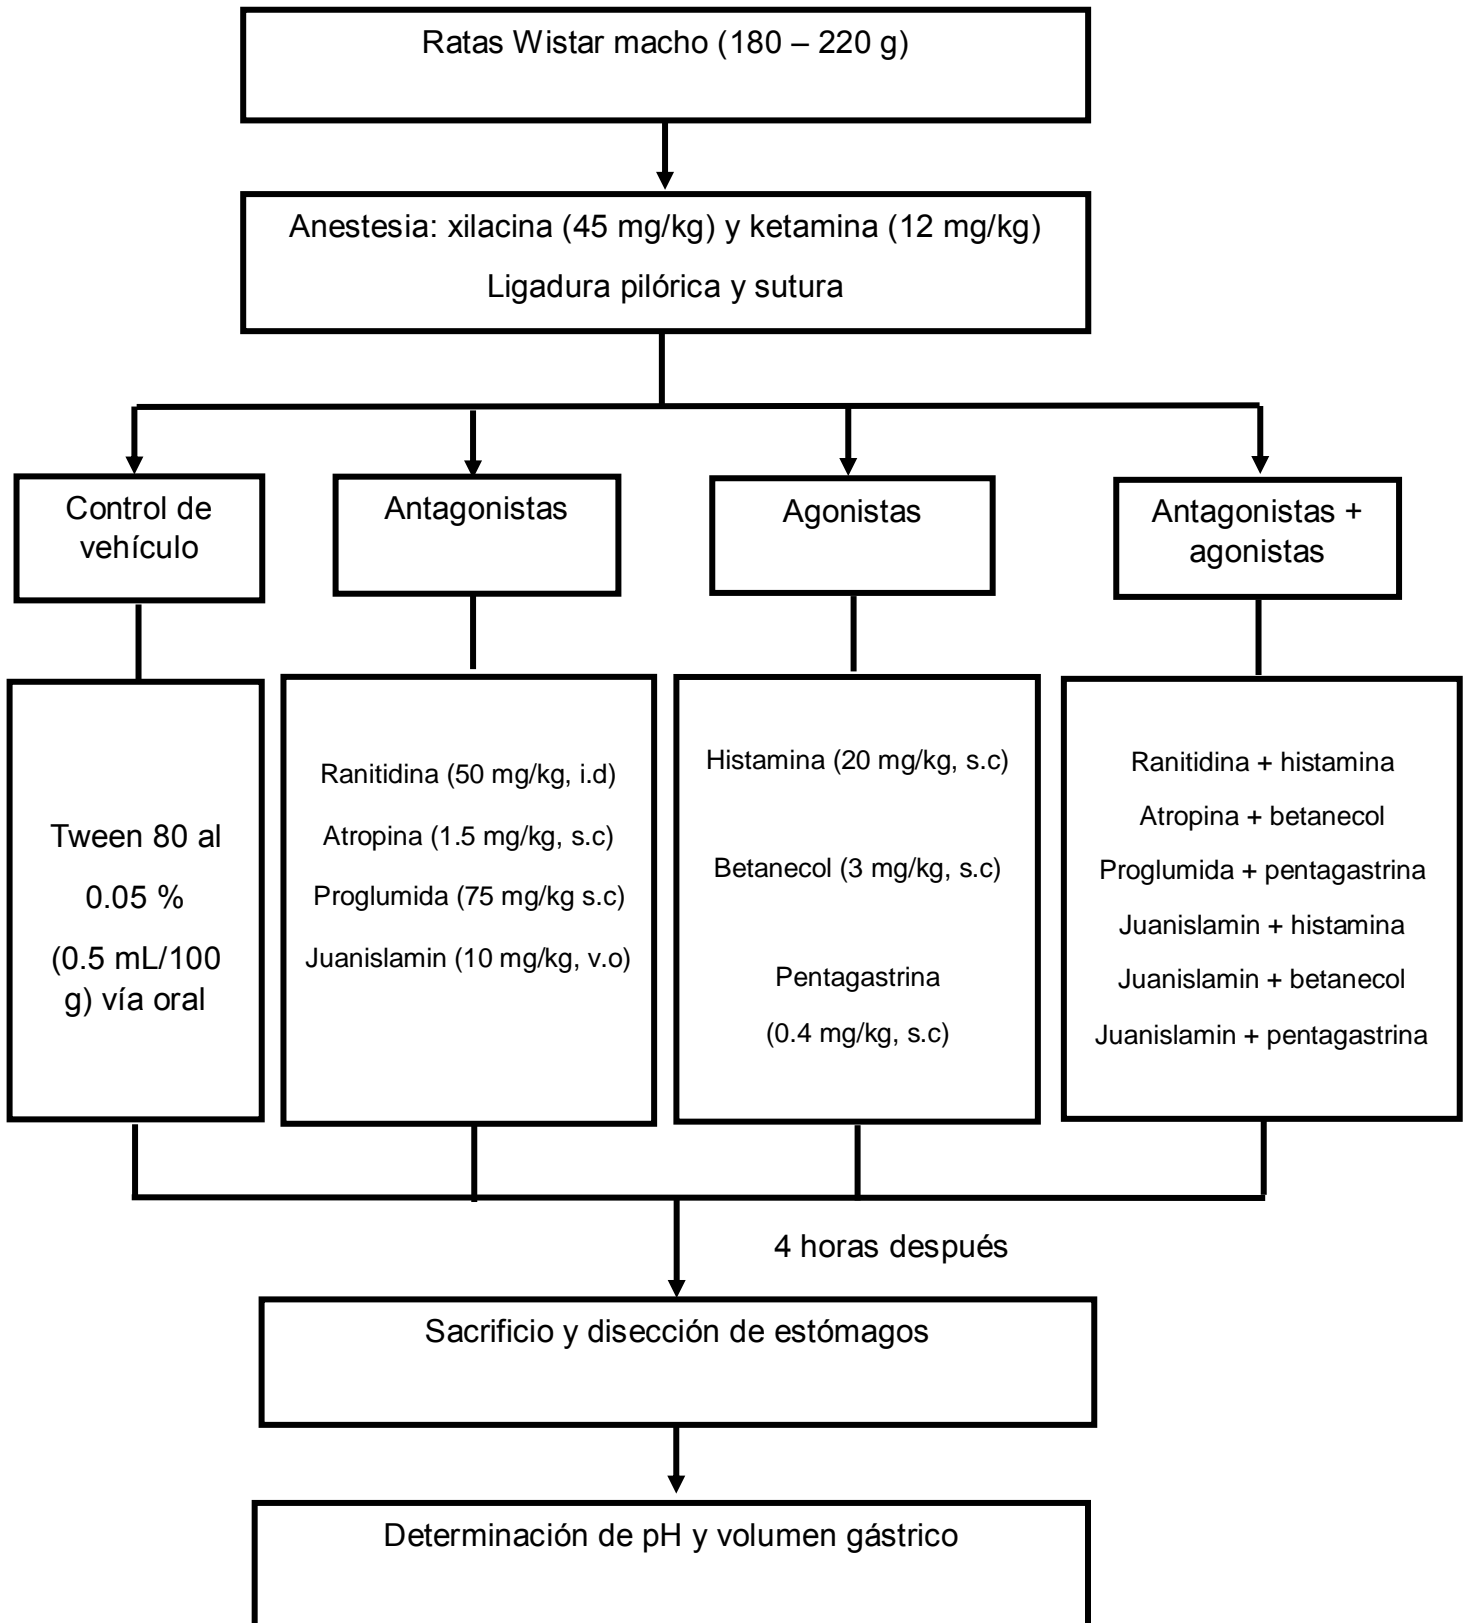 Ratas Wistar macho (180 – 220 g)
Anestesia: xilacina (45 mg/kg) y ketamina (12 mg/kg)
Ligadura pilórica y sutura
Control de
vehículo
Antagonistas
Agonistas
Antagonistas +
agonistas
Tween 80 al
0.05 %
(0.5 mL/100
g) vía oral
Ranitidina (50 mg/kg, i.d)
Atropina (1.5 mg/kg, s.c)
Proglumida (75 mg/kg s.c)
Juanislamin (10 mg/kg, v.o)
Histamina (20 mg/kg, s.c)
Betanecol (3 mg/kg, s.c)
Pentagastrina
(0.4 mg/kg, s.c)
Ranitidina + histamina
Atropina + betanecol
Proglumida + pentagastrina
Juanislamin + histamina
Juanislamin + betanecol
Juanislamin + pentagastrina
4 horas después
Sacrificio y disección de estómagos
Determinación de pH y volumen gástrico